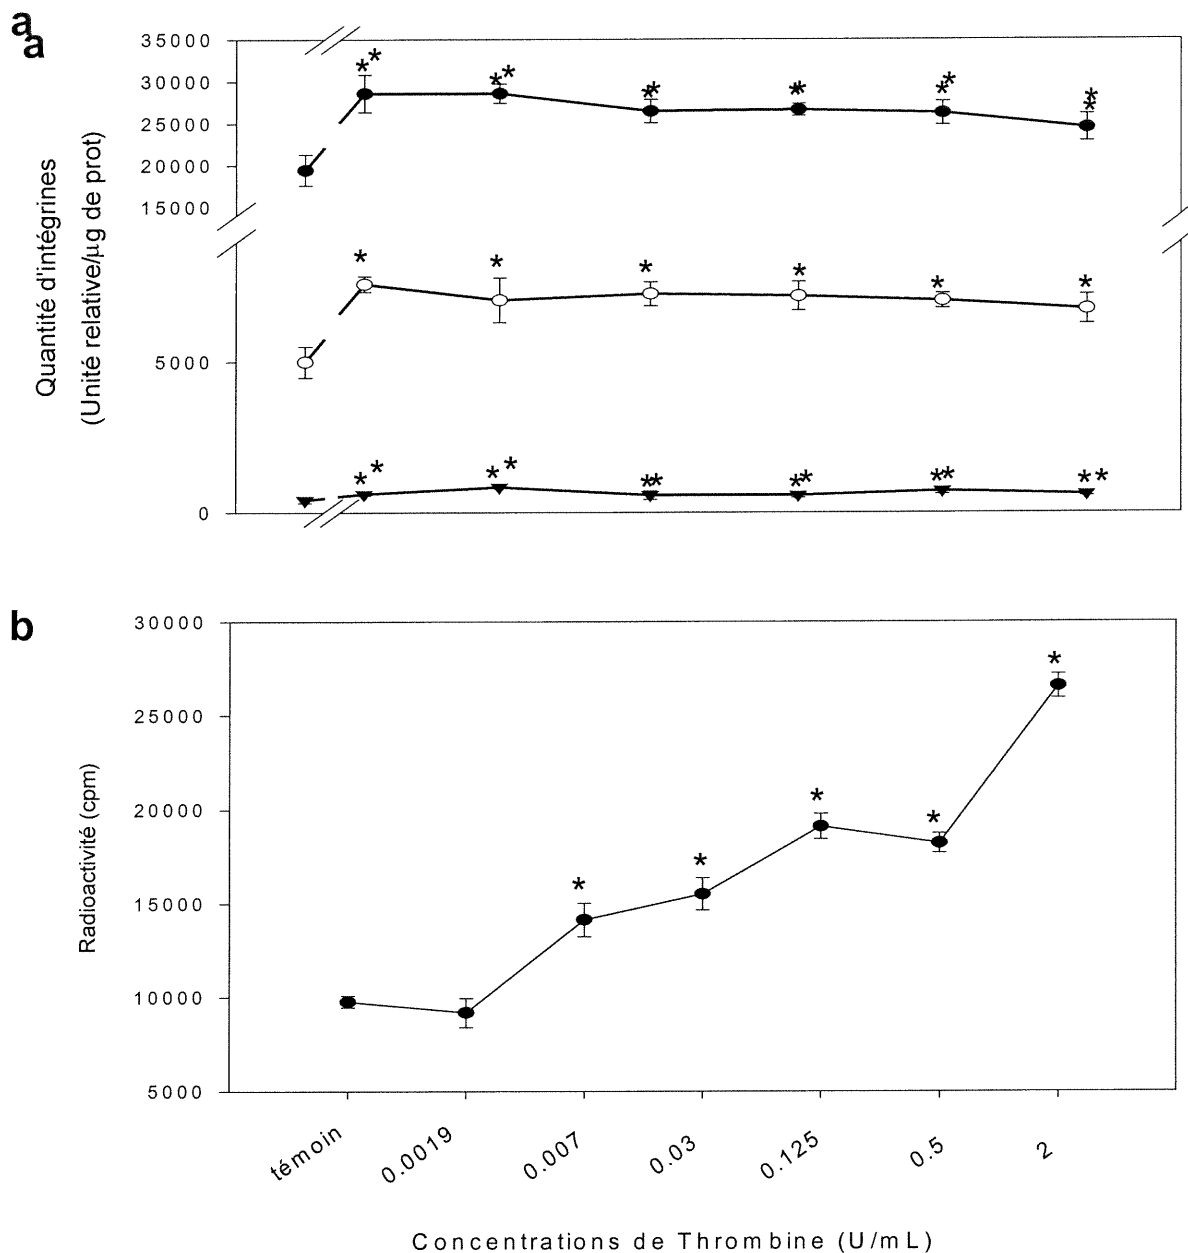 a
a
35000
30000
25000
20000
15000
5000
0
Quantité d'intégrines
(Unité relative/µg de prot)
* * * * * * * * * * * *
* * * * * *
* * * * * * * * * * * *
b
30000
25000
20000
15000
10000
5000
Radioactivité (cpm)
* * * * *
témoin
0.0019
0.007
0.03
0.125
0.5
2
Concentrations de Thrombine (U/mL)